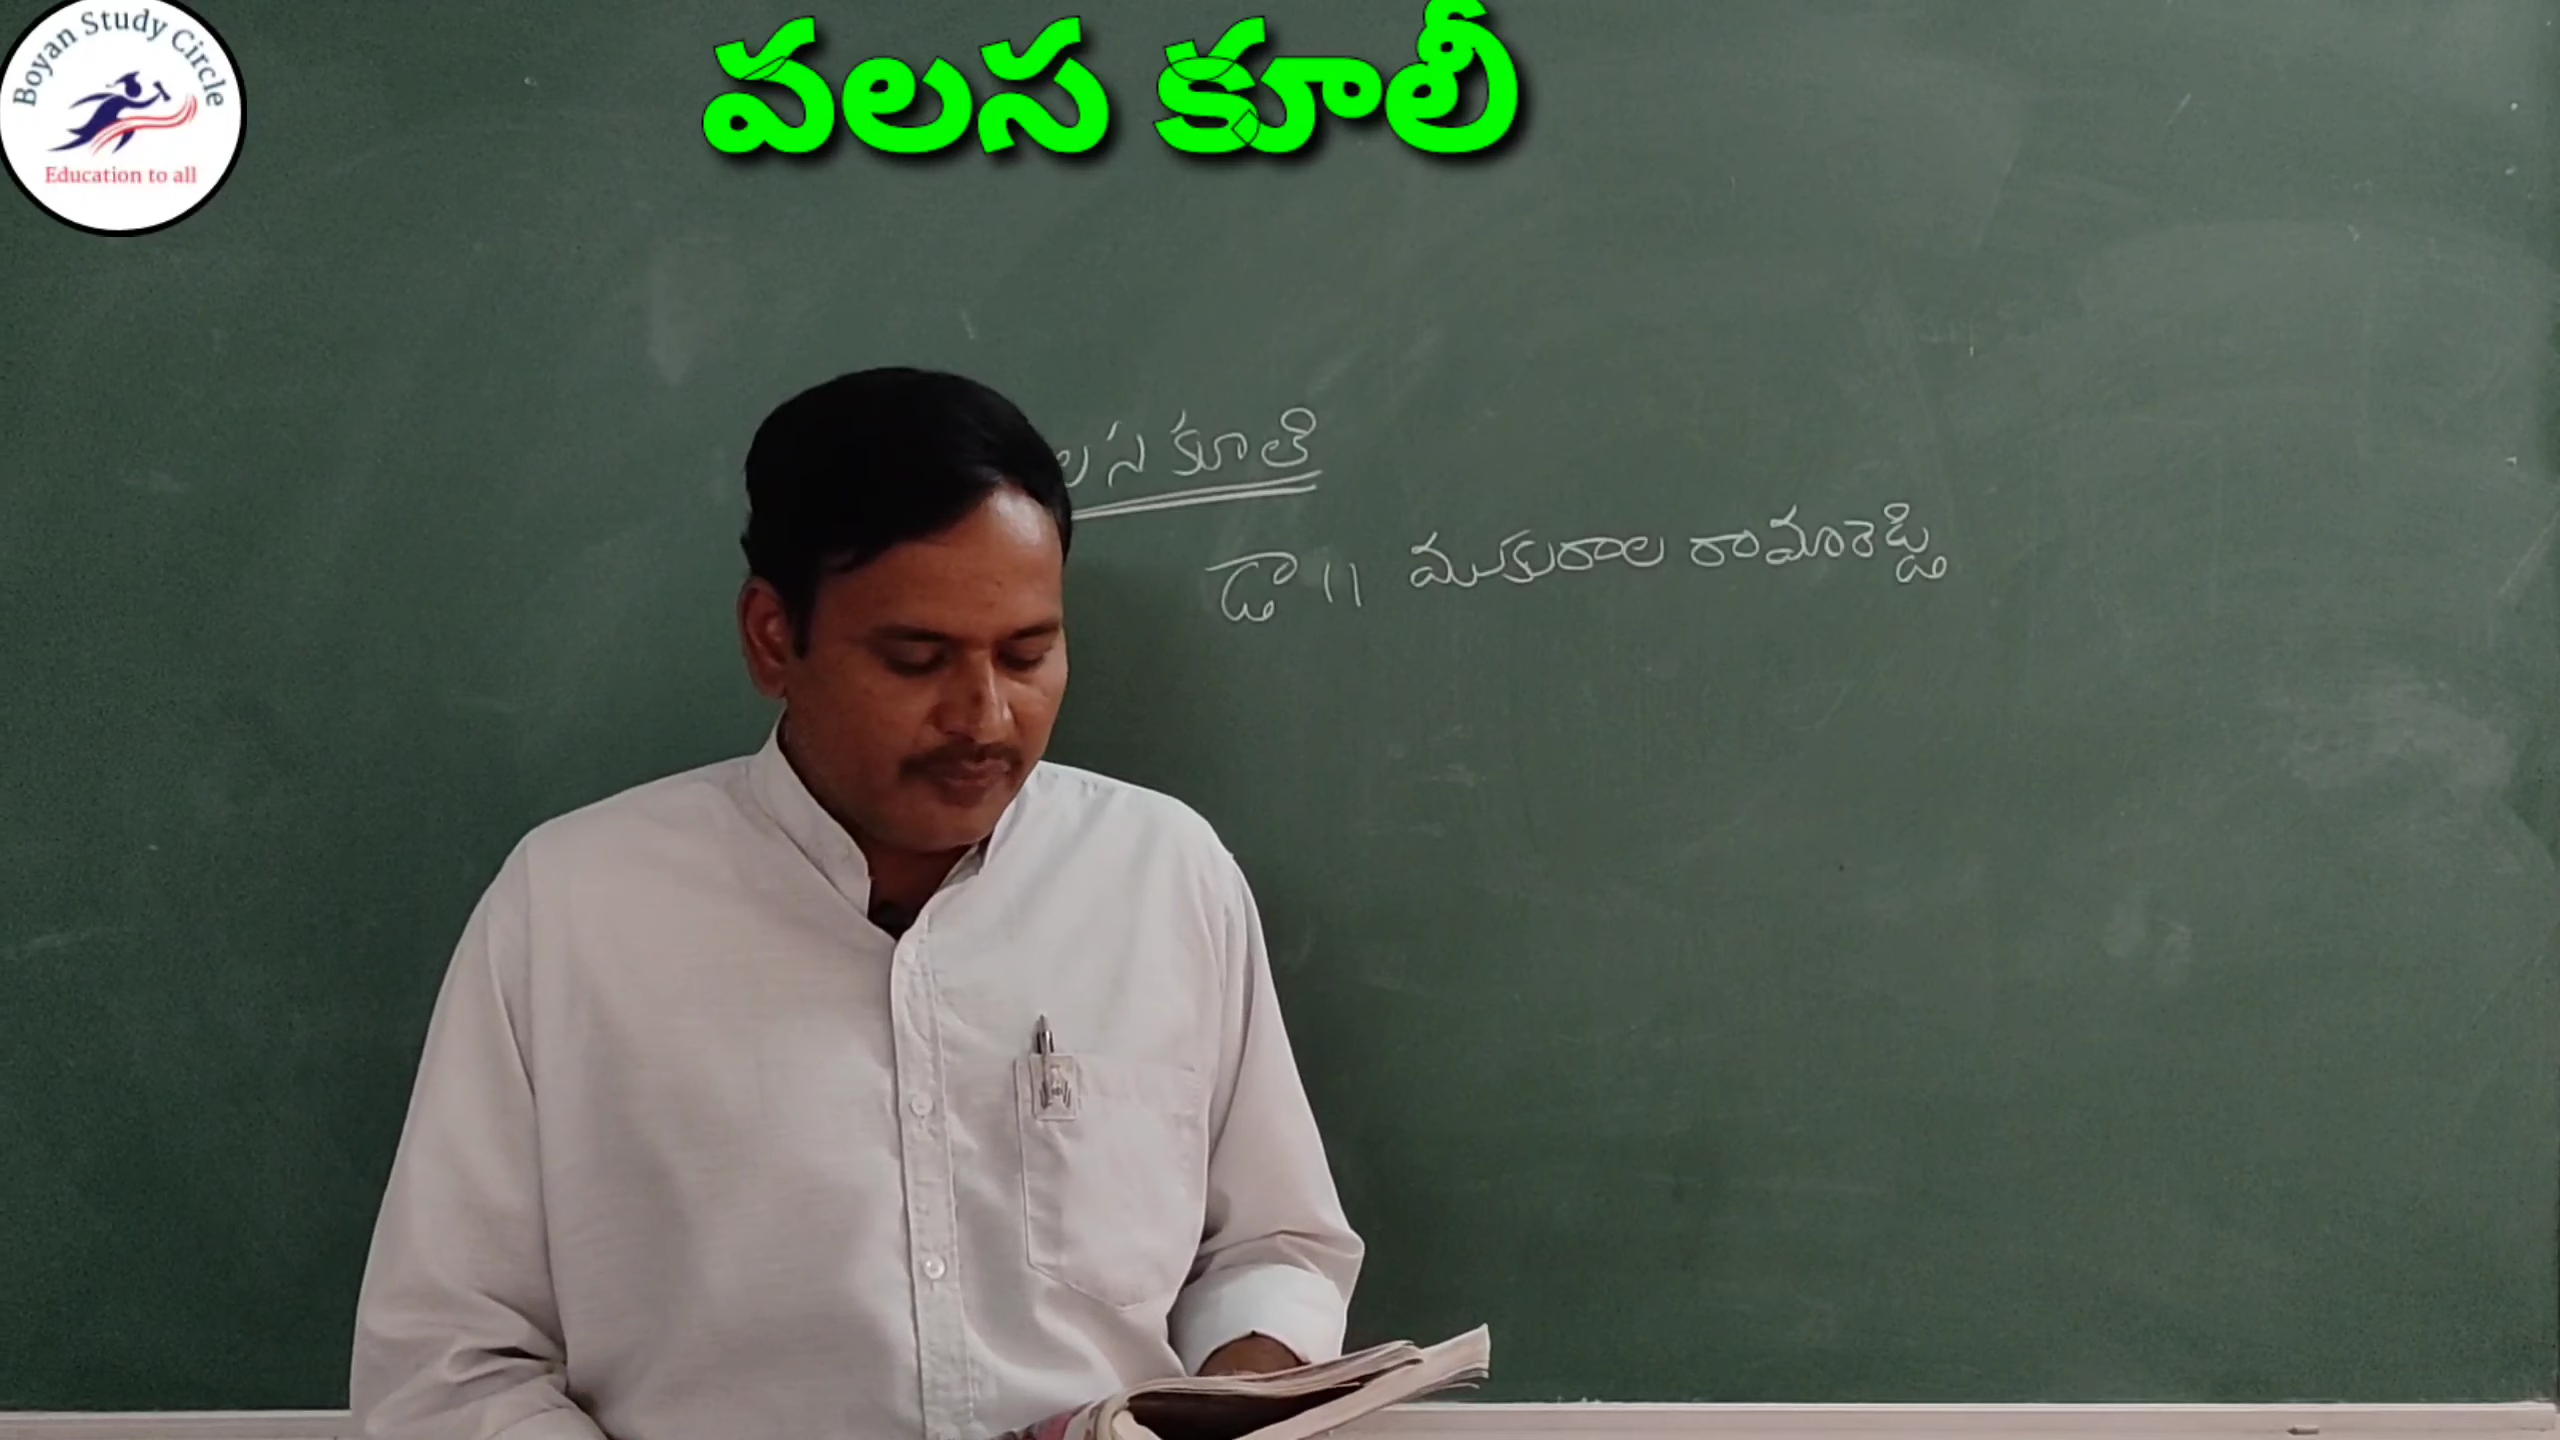 Boyan Study Circle
Education to all
వలస కూలీ
లస కూలీ
డా॥ ముకురాల రామారెడ్డి